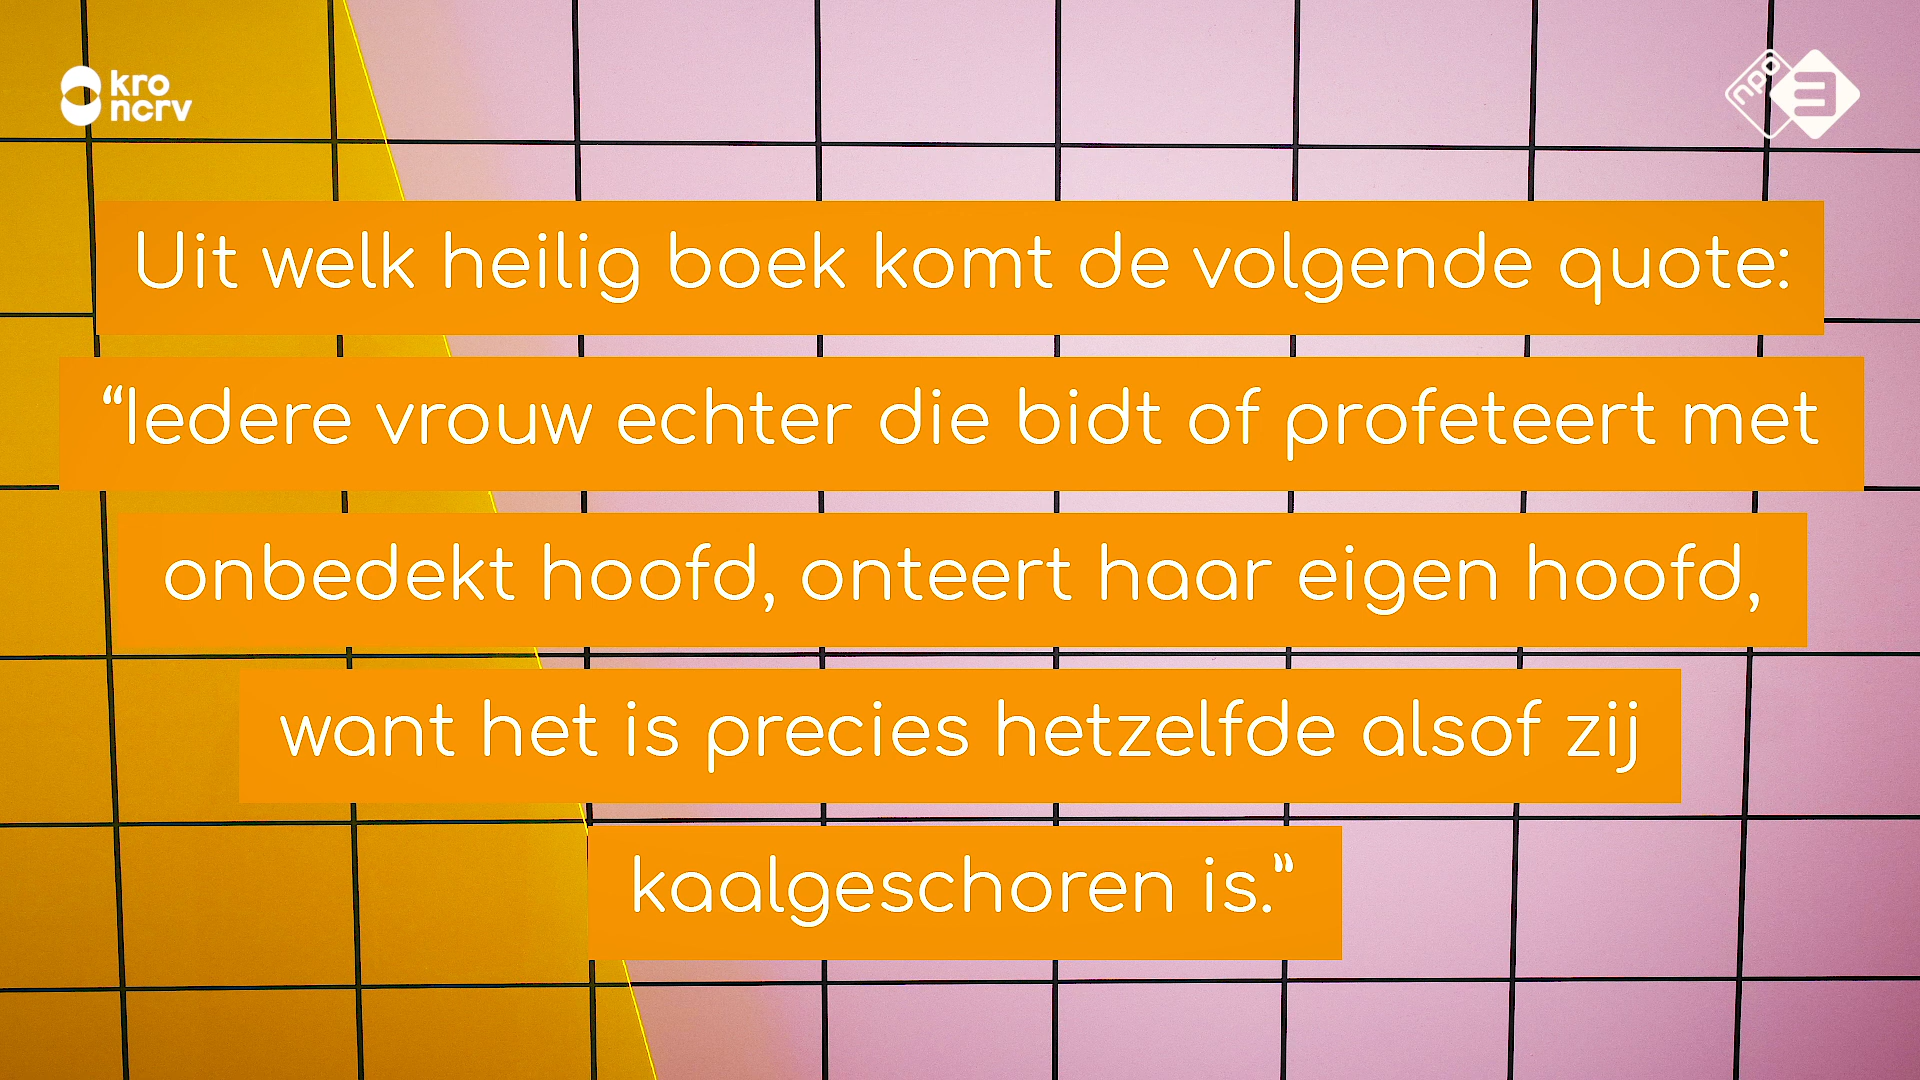 kro
ncrv
npo
3
Uit welk heilig boek komt de volgende quote:
“Iedere vrouw echter die bidt of profeteert met
onbedekt hoofd, onteert haar eigen hoofd,
want het is precies hetzelfde alsof zij
kaalgeschoren is.”